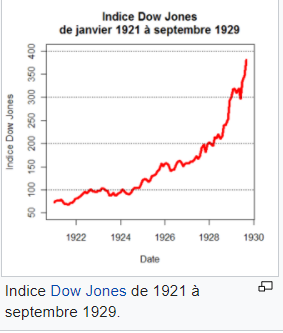 Indice Dow Jones
de janvier 1921 à septembre 1929
400
350
300
250
200
150
100
50
Indice Dow Jones
1922 1924 1926 1928 1930
Date
Indice Dow Jones de 1921 à
septembre 1929.